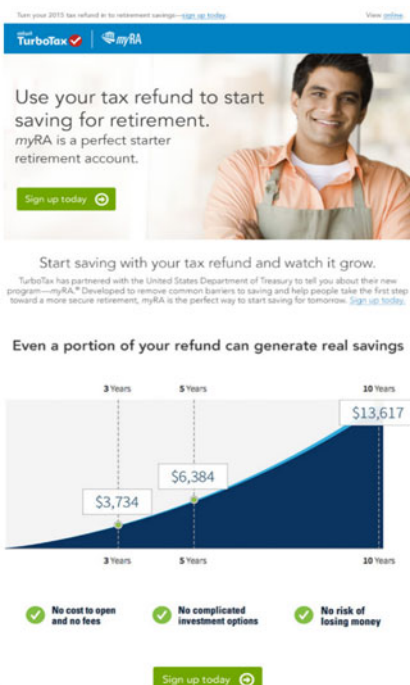 Turn your 2015 tax refund in to retirement savings—sign up today.
View online.
intuit
TurboTax
myRA
Use your tax refund to start
saving for retirement.
myRA is a perfect starter
retirement account.
Sign up today
Start saving with your tax refund and watch it grow.
TurboTax has partnered with the United States Department of Treasury to tell you about their new
program—myRA.® Developed to remove common barriers to saving and help people take the first step
toward a more secure retirement, myRA is the perfect way to start saving for tomorrow. Sign up today.
Even a portion of your refund can generate real savings
3 Years 5 Years 10 Years
$13,617
$6,384
$3,734
3 Years 5 Years 10 Years
No cost to open
and no fees
No complicated
investment options
No risk of
losing money
Sign up today